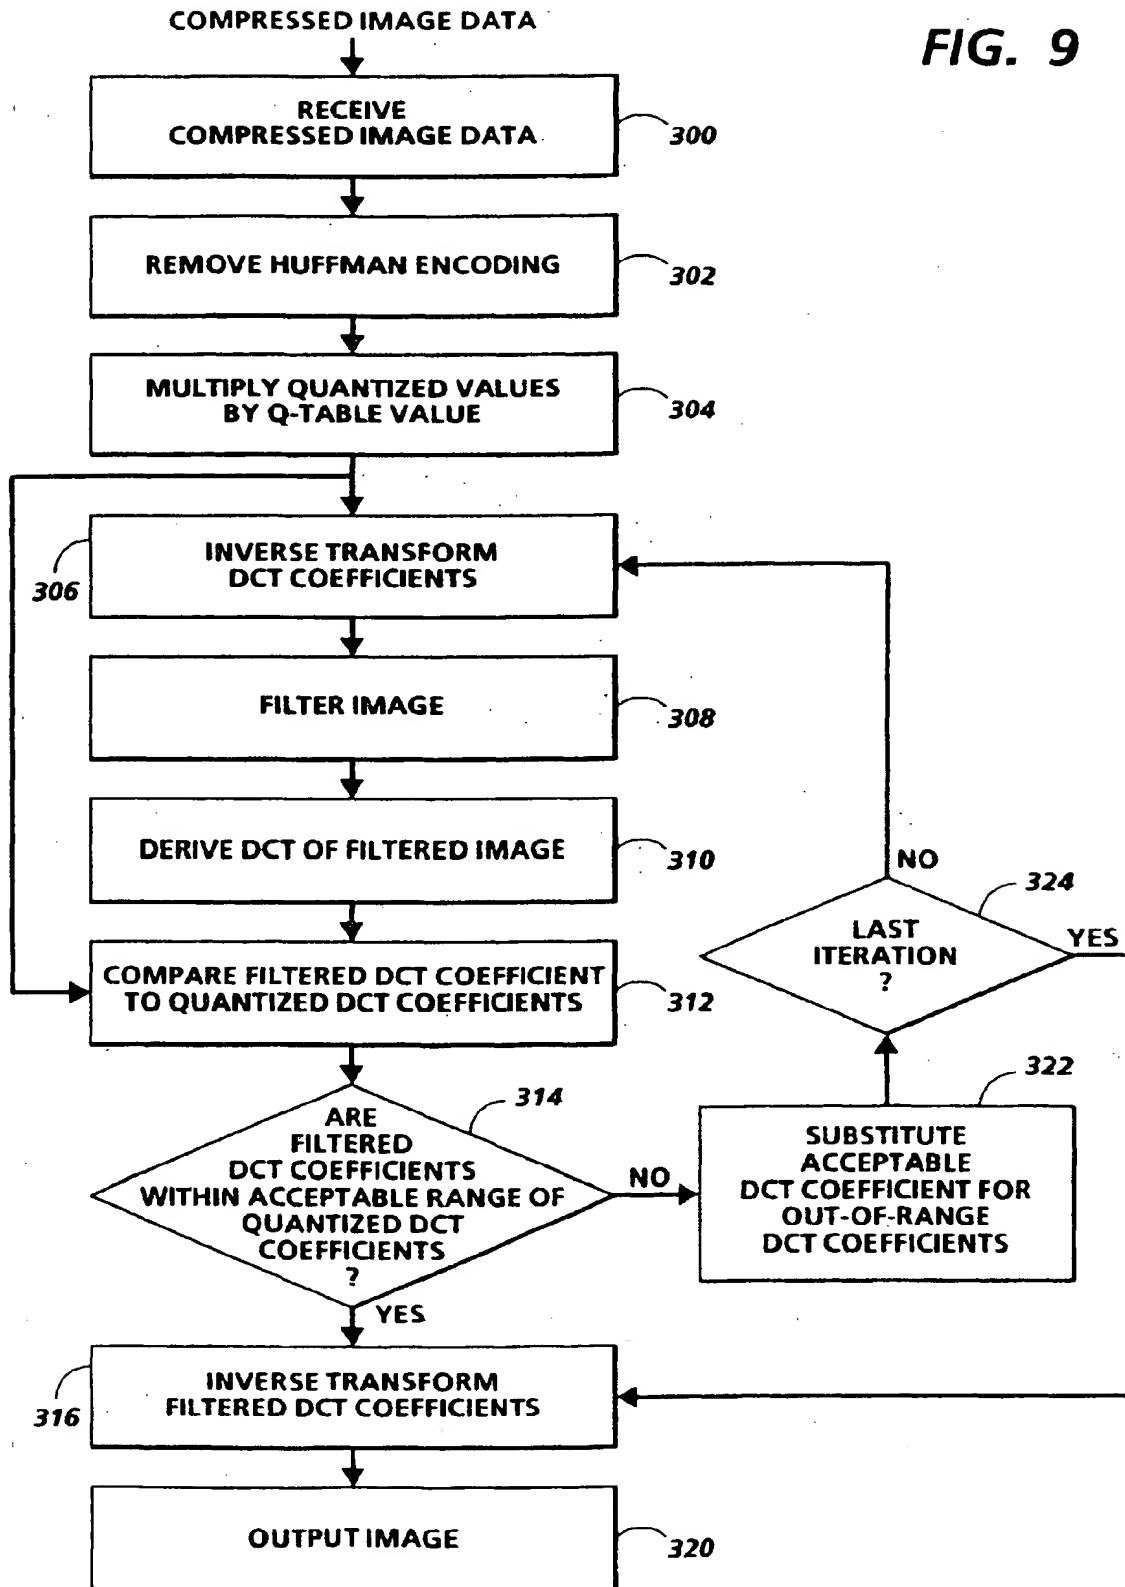 COMPRESSED IMAGE DATA
FIG. 9
RECEIVE
COMPRESSED IMAGE DATA
300
REMOVE HUFFMAN ENCODING
302
MULTIPLY QUANTIZED VALUES
BY Q-TABLE VALUE
304
INVERSE TRANSFORM
DCT COEFFICIENTS
306
FILTER IMAGE
308
DERIVE DCT OF FILTERED IMAGE
310
COMPARE FILTERED DCT COEFFICIENT
TO QUANTIZED DCT COEFFICIENTS
312
ARE
FILTERED
DCT COEFFICIENTS
WITHIN ACCEPTABLE RANGE OF
QUANTIZED DCT
COEFFICIENTS
?
314
NO
YES
SUBSTITUTE
ACCEPTABLE
DCT COEFFICIENT FOR
OUT-OF-RANGE
DCT COEFFICIENTS
322
LAST
ITERATION
?
324
NO
YES
INVERSE TRANSFORM
FILTERED DCT COEFFICIENTS
316
OUTPUT IMAGE
320